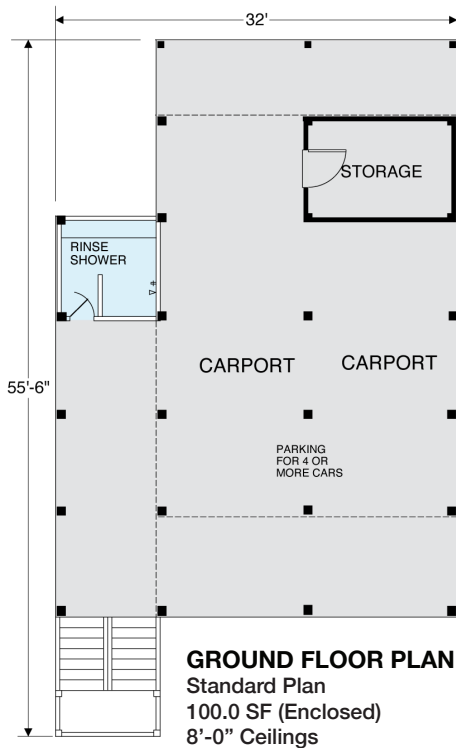 32'
STORAGE
RINSE
SHOWER
CARPORT
CARPORT
55'-6"
PARKING
FOR 4 OR
MORE CARS
GROUND FLOOR PLAN
Standard Plan
100.0 SF (Enclosed)
8'-0” Ceilings